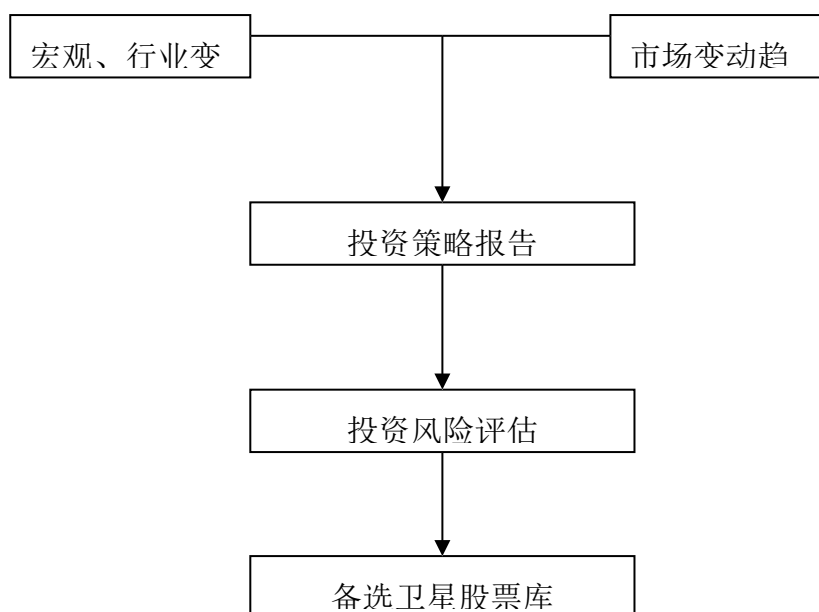 宏观、行业变
市场变动趋
投资策略报告
投资风险评估
备选卫星股票库